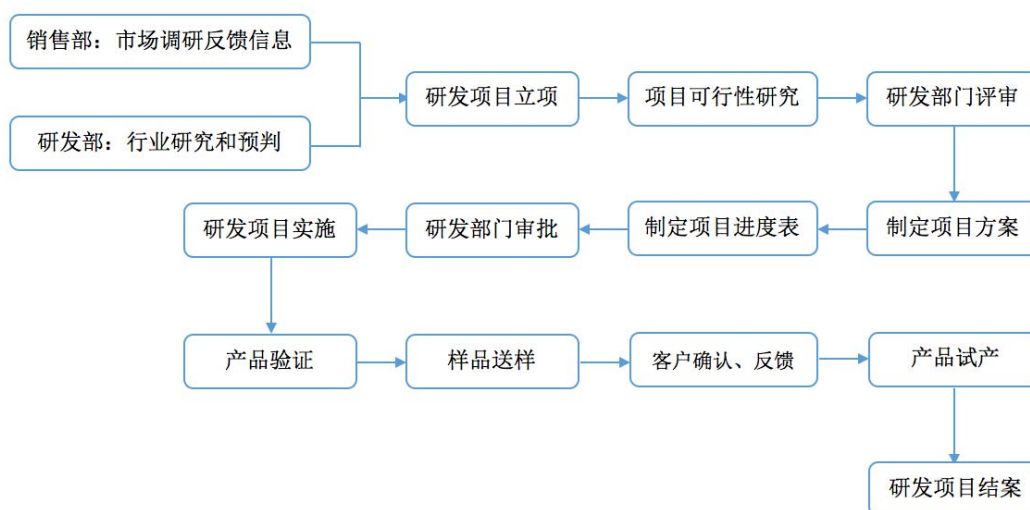 销售部：市场调研反馈信息
研发部：行业研究和预判
研发项目立项
项目可行性研究
研发部门评审
制定项目方案
制定项目进度表
研发部门审批
研发项目实施
产品验证
样品送样
客户确认、反馈
产品试产
研发项目结案